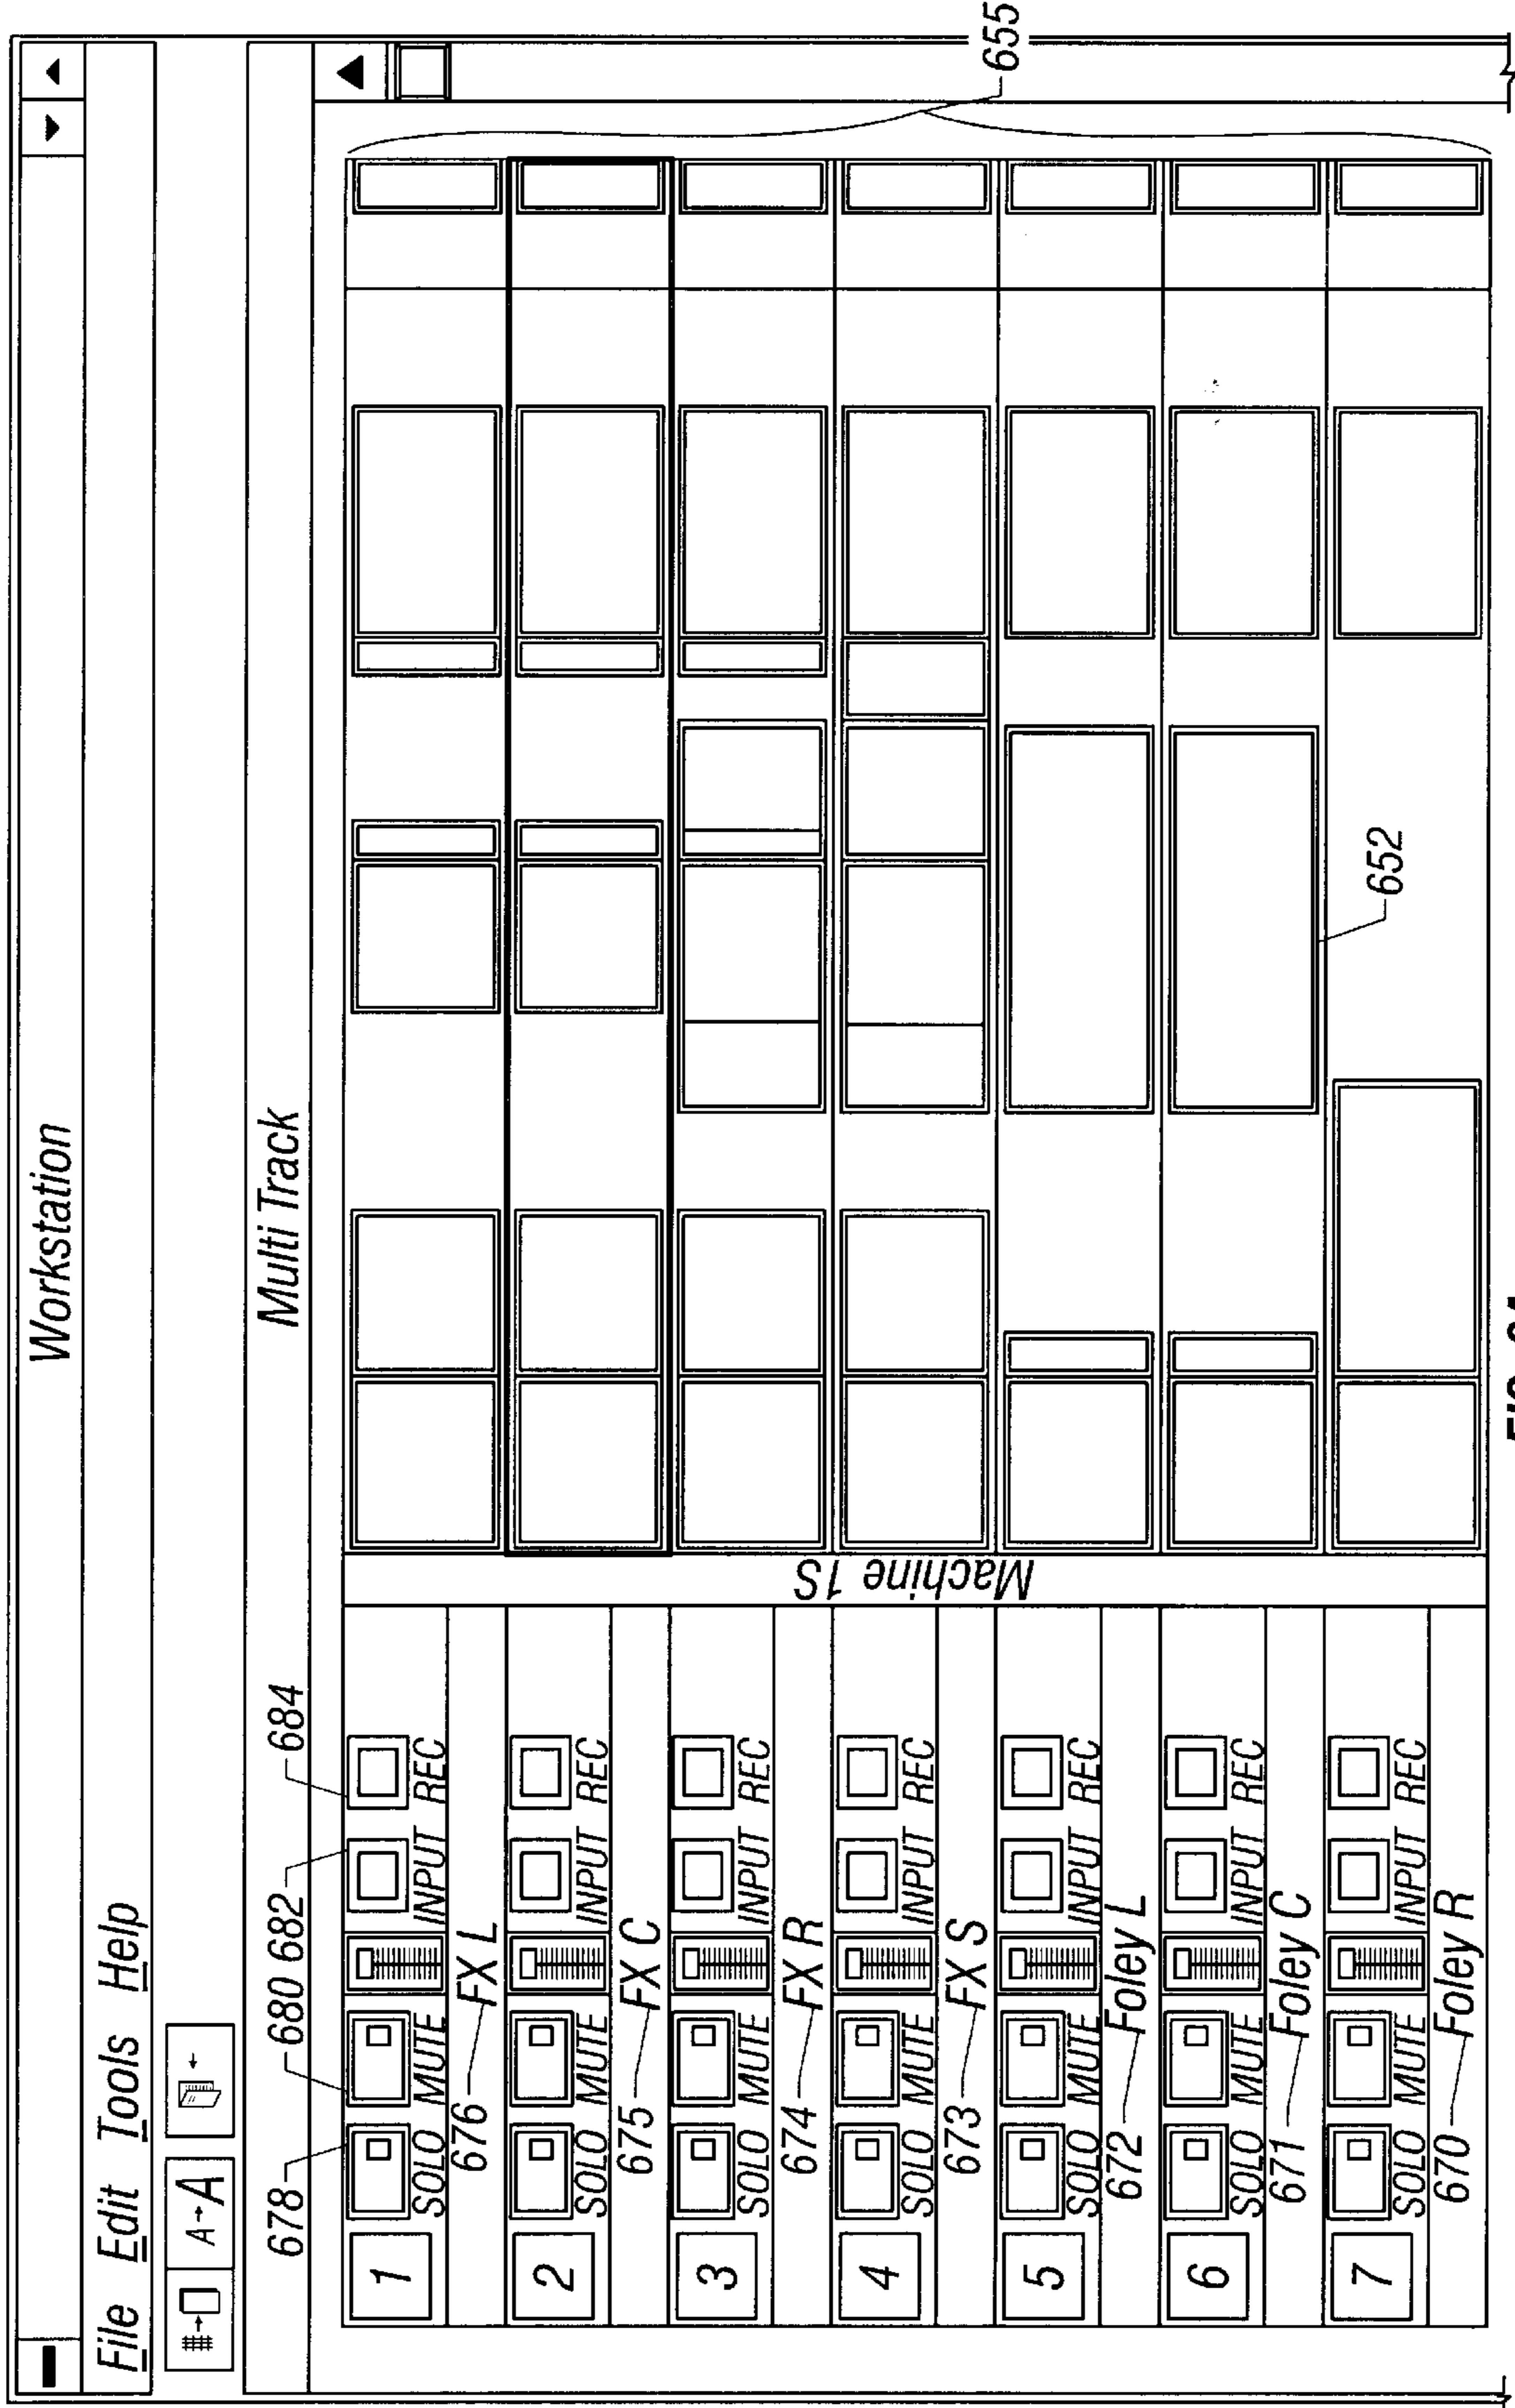 Workstation
File Edit Tools Help
A→A
Multi Track
678 680 682 684
1 SOLO MUTE INPUT REC
676 FX L
2 SOLO MUTE INPUT REC
675 FX C
3 SOLO MUTE INPUT REC
674 FX R
4 SOLO MUTE INPUT REC
673 FX S
5 SOLO MUTE INPUT REC
672 Foley L
6 SOLO MUTE INPUT REC
671 Foley C
7 SOLO MUTE INPUT REC
670 Foley R
Machine 1S
652
655